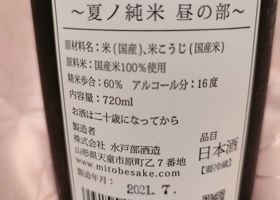 ～夏ノ純米 昼の部～
原材料名：米（国産）、米こうじ（国産米）
原料米：国産米100%使用
精米歩合：60% アルコール分：16度
内容量：720ml
お酒は二十歳になってから
製造者
株式会社 水戸部酒造
山形県天童市原町乙7番地
www.mitobesake.com
製造年月：2021.7.
品目
日本酒
【要冷蔵】